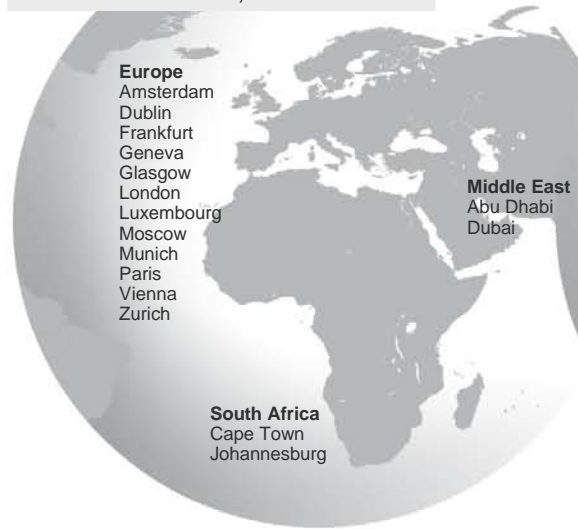 Europe
Amsterdam
Dublin
Frankfurt
Geneva
Glasgow
London
Luxembourg
Moscow
Munich
Paris
Vienna
Zurich
Middle East
Abu Dhabi
Dubai
South Africa
Cape Town
Johannesburg